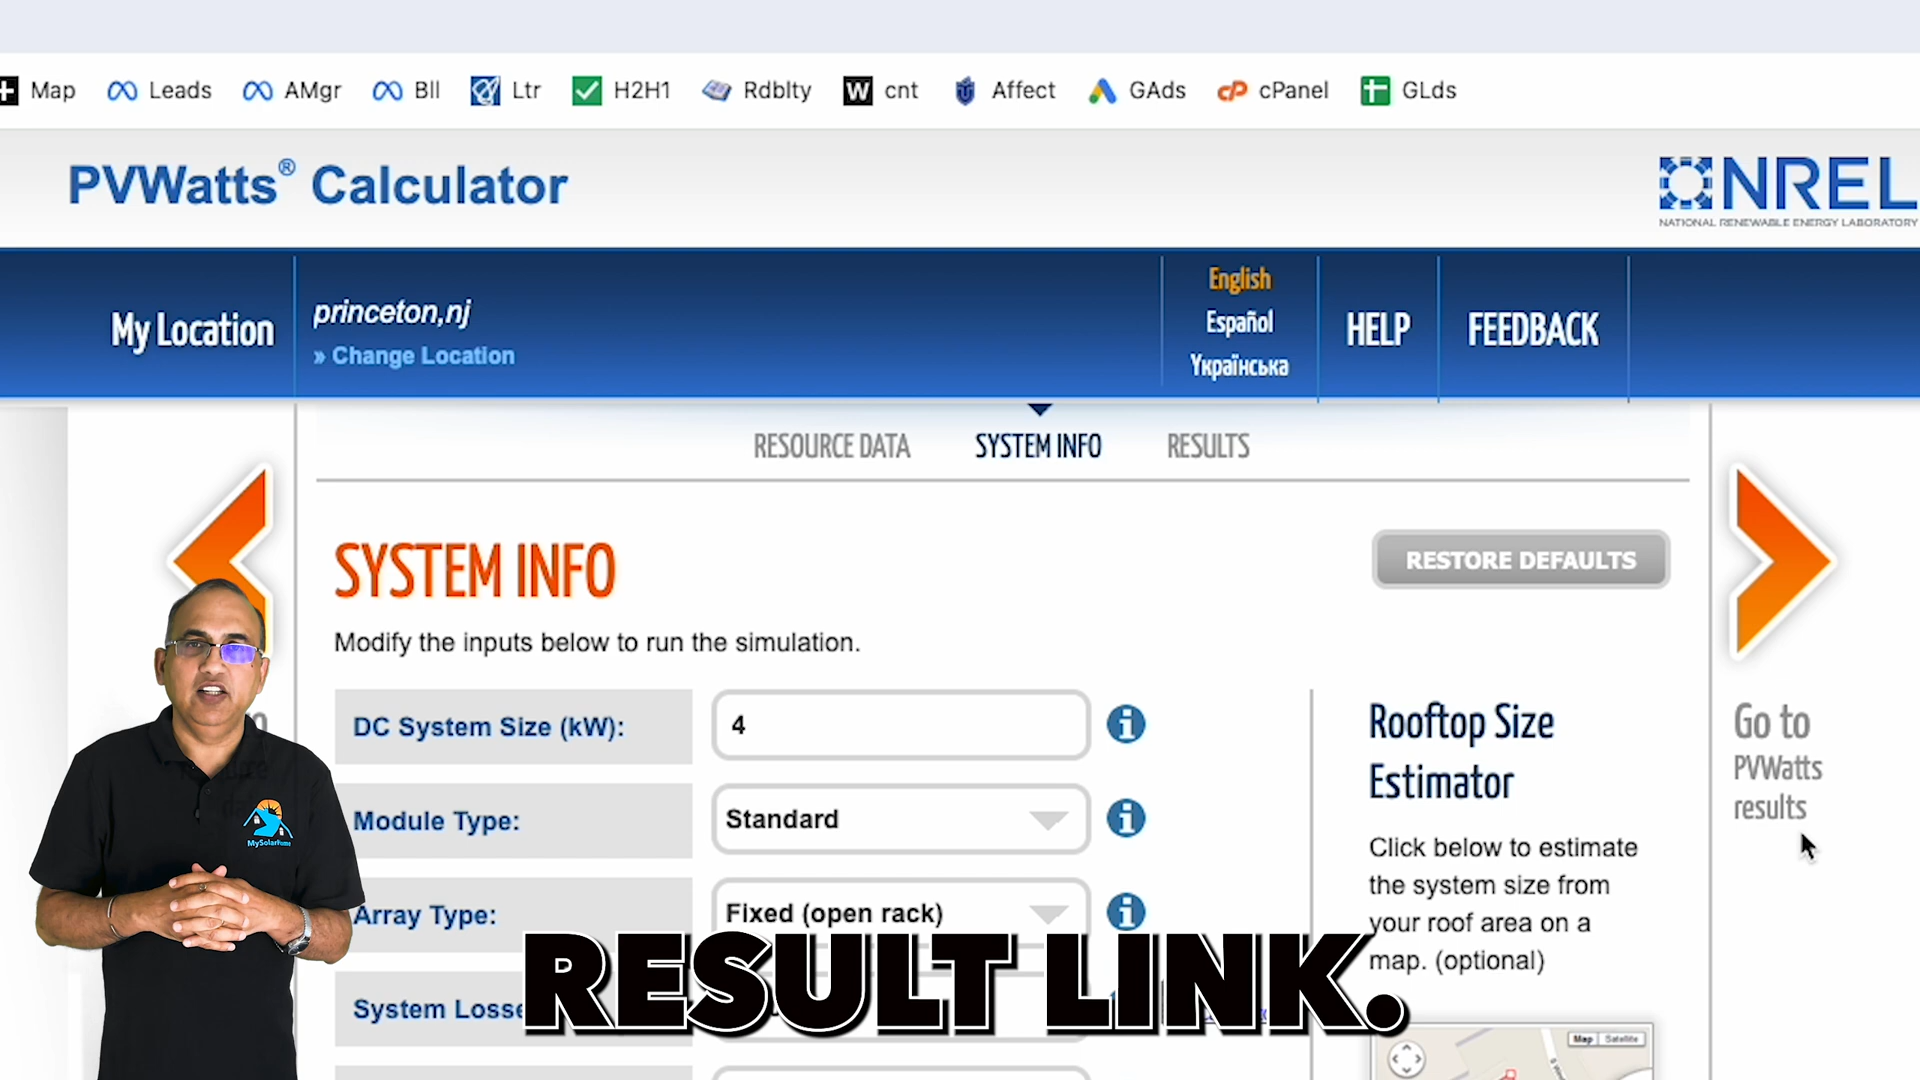 Map Leads AMgr Bll Ltr H2H1 Rdblty W cnt Affect GAds cPanel GLds
PVWatts® Calculator
NREL
NATIONAL RENEWABLE ENERGY LABORATORY
My Location
princeton,nj
» Change Location
English
Español
Українська
HELP
FEEDBACK
RESOURCE DATA SYSTEM INFO RESULTS
SYSTEM INFO
RESTORE DEFAULTS
Modify the inputs below to run the simulation.
DC System Size (kW): 4
Module Type: Standard
Array Type: Fixed (open rack)
System Losse
Rooftop Size
Estimator
Click below to estimate
the system size from
your roof area on a
map. (optional)
Map Satellite
Go to
PVWatts
results
MySolarHome
RESULT LINK.